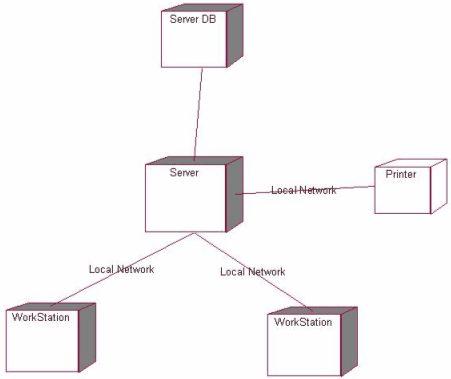 Server DB
Server
Printer
Local Network
Local Network
Local Network
WorkStation
WorkStation